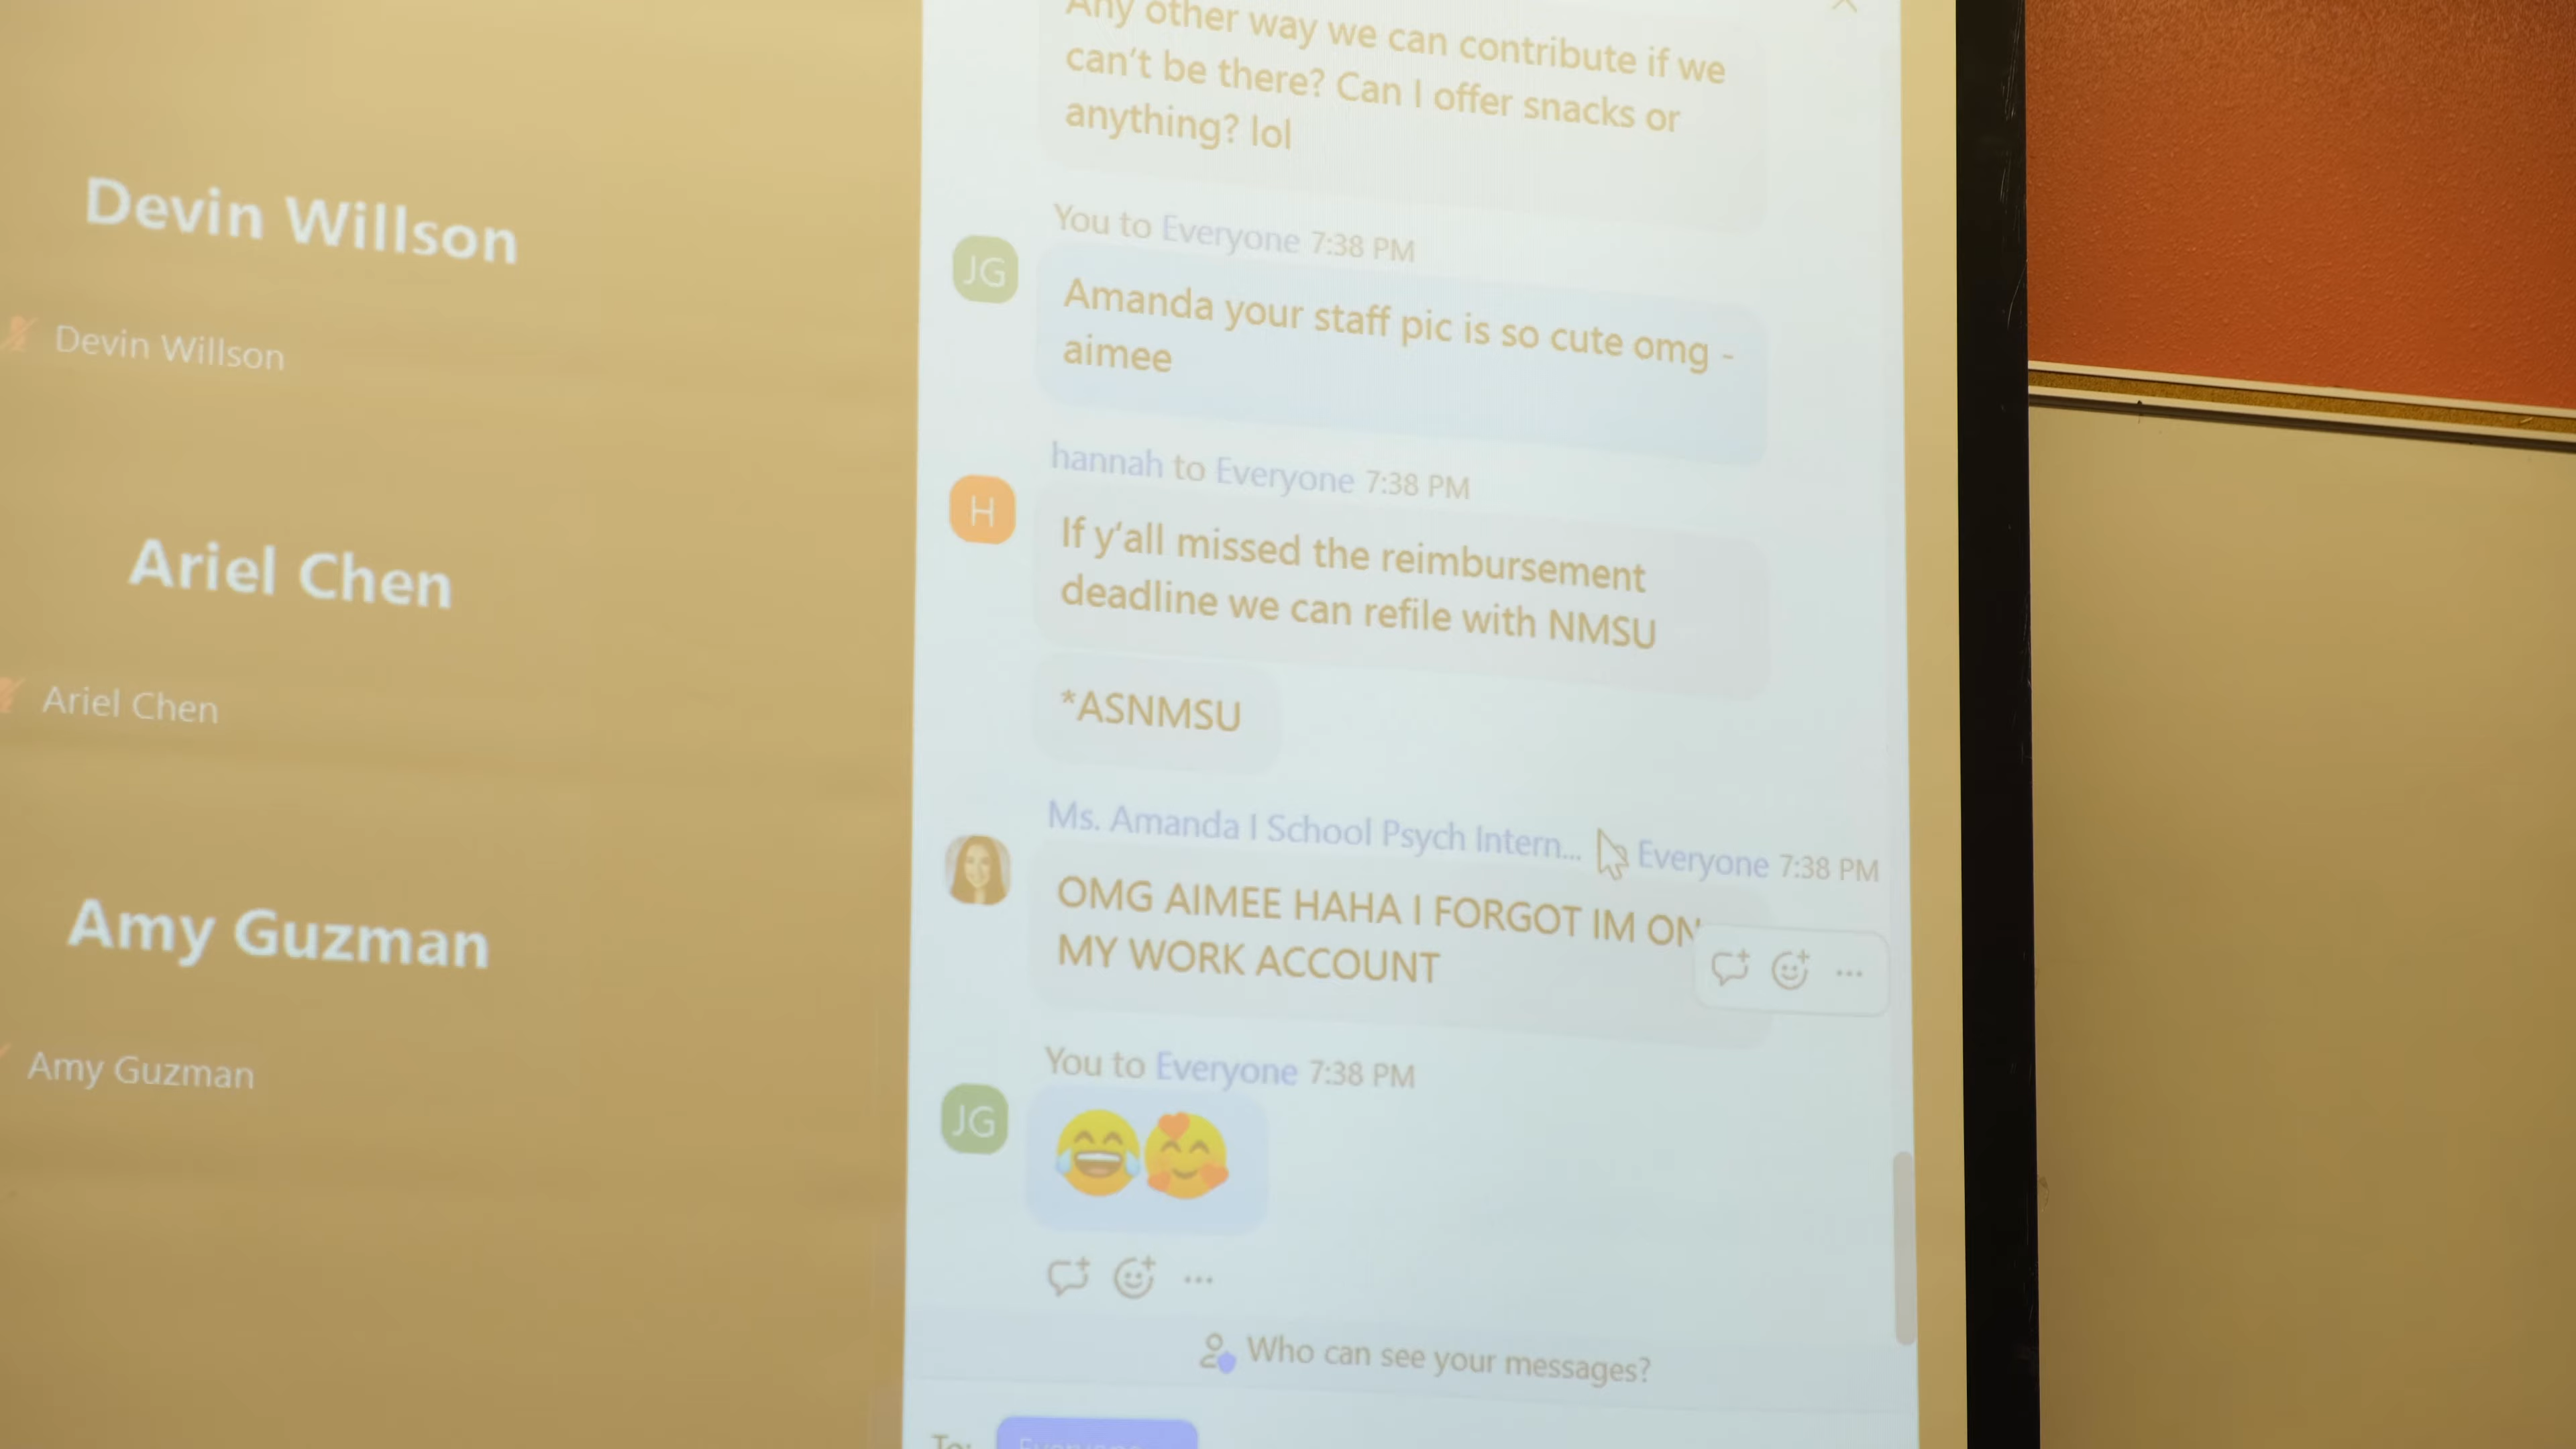 Devin Willson
Devin Willson
Ariel Chen
Ariel Chen
Amy Guzman
Amy Guzman
Any other way we can contribute if we
can't be there? Can I offer snacks or
anything? lol
You to Everyone 7:38 PM
JG
Amanda your staff pic is so cute omg -
aimee
hannah to Everyone 7:38 PM
H
If y'all missed the reimbursement
deadline we can refile with NMSU
*ASNMSU
Ms. Amanda I School Psych Intern... Everyone 7:38 PM
OMG AIMEE HAHA I FORGOT IM ON
MY WORK ACCOUNT
You to Everyone 7:38 PM
JG
😂🥰
Who can see your messages?
To: Everyone